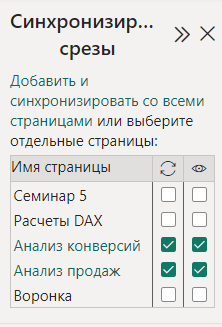 Синхронизир...
срезы
Добавить и
синхронизировать со всеми
страницами или выберите
отдельные страницы:
Имя страницы
Семинар 5
Расчеты DAX
Анализ конверсий
Анализ продаж
Воронка